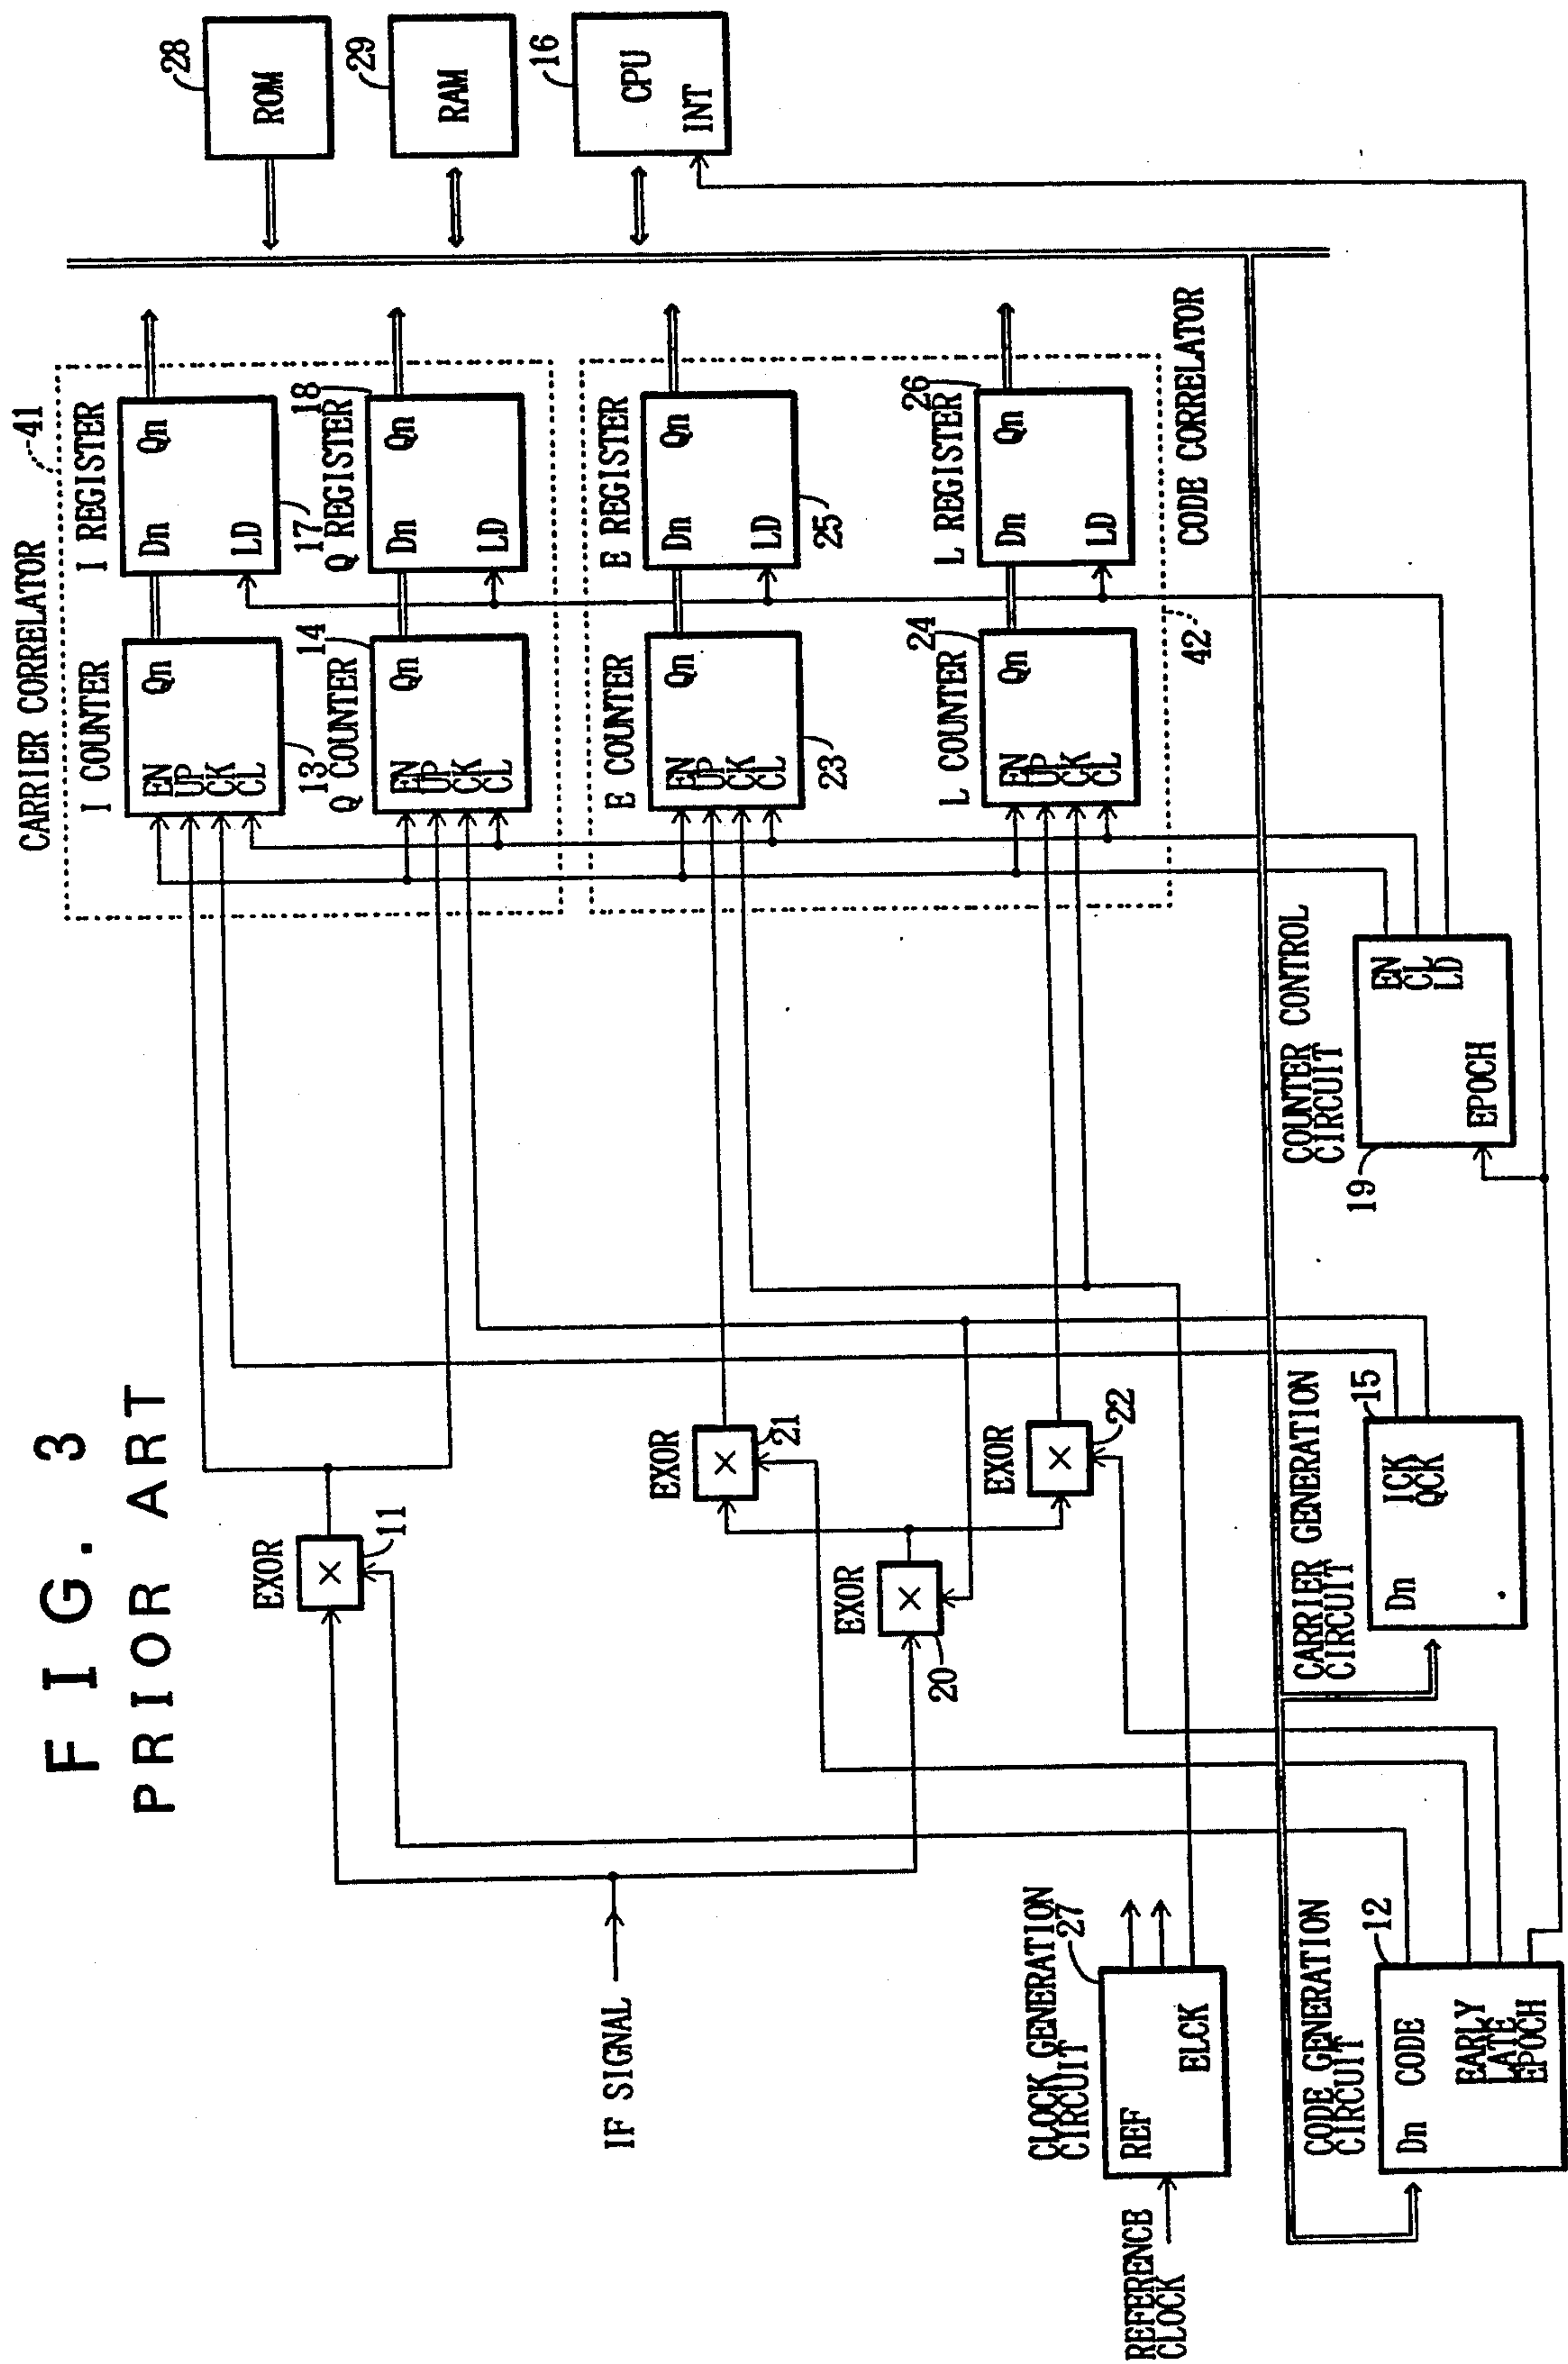 FIG. 3
PRIOR ART
CARRIER CORRELATOR
41
I COUNTER
EN
UP
CK
CL
Qn
13
I REGISTER
Dn
Qn
LD
17
Q COUNTER
14
EN
UP
CK
CL
Qn
Q REGISTER
18
Dn
Qn
LD
E COUNTER
EN
UP
CK
CL
Qn
23
E REGISTER
Dn
Qn
LD
25
L COUNTER
24
EN
UP
CK
CL
Qn
L REGISTER
26
Dn
Qn
LD
42
CODE CORRELATOR
ROM
28
RAM
29
CPU
INT
16
EXOR
×
11
EXOR
×
21
EXOR
×
20
EXOR
×
22
IF SIGNAL
CLOCK GENERATION
CIRCUIT
27
REF
ELCK
REFERENCE
CLOCK
CODE GENERATION
CIRCUIT
12
Dn
CODE
EARLY
LATE
EPOCH
CARRIER GENERATION
CIRCUIT
15
Dn
ICK
QCK
COUNTER CONTROL
CIRCUIT
19
EN
CL
LD
EPOCH